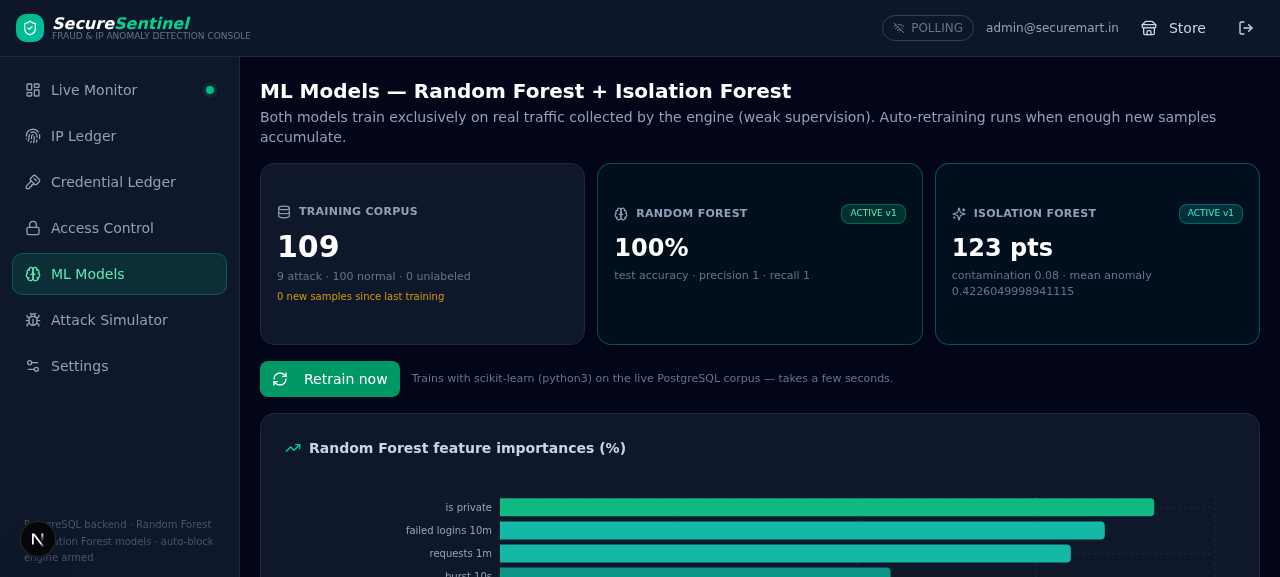 SecureSentinel
FRAUD & IP ANOMALY DETECTION CONSOLE
POLLING
admin@securemart.in
Store
Live Monitor
IP Ledger
Credential Ledger
Access Control
ML Models
Attack Simulator
Settings
ML Models — Random Forest + Isolation Forest
Both models train exclusively on real traffic collected by the engine (weak supervision). Auto-retraining runs when enough new samples
accumulate.
TRAINING CORPUS
109
9 attack · 100 normal · 0 unlabeled
0 new samples since last training
RANDOM FOREST
ACTIVE v1
100%
test accuracy · precision 1 · recall 1
ISOLATION FOREST
ACTIVE v1
123 pts
contamination 0.08 · mean anomaly
0.4226049998941115
Retrain now
Trains with scikit-learn (python3) on the live PostgreSQL corpus — takes a few seconds.
Random Forest feature importances (%)
is private
failed logins 10m
requests 1m
burst 10s
backend · Random Forest
Forest models · auto-block
engine armed
N